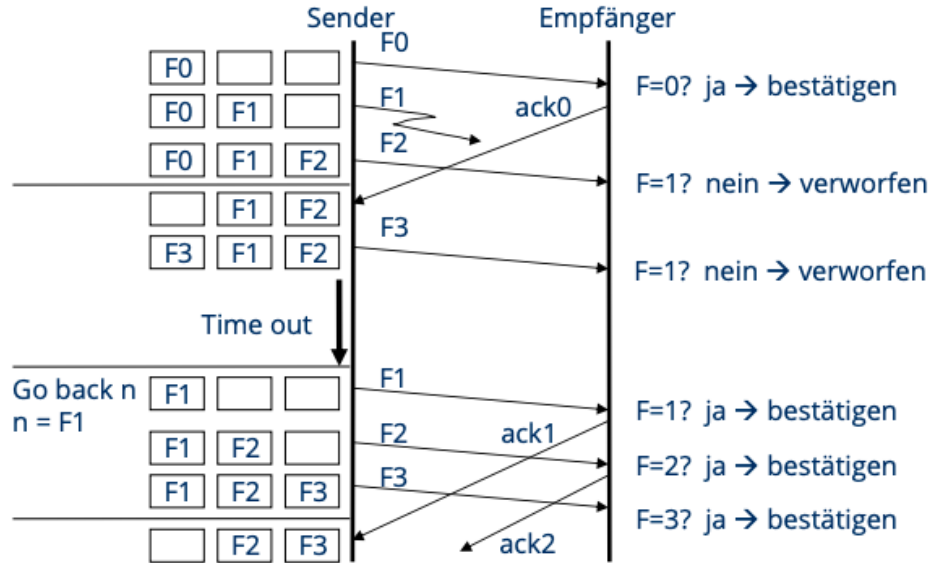 Sender Empfänger
F0
F0
F=0? ja → bestätigen
F0 F1
F1
ack0
F2
F0 F1 F2
F=1? nein → verworfen
F1 F2
F3
F3 F1 F2
F=1? nein → verworfen
Time out
Go back n
n = F1
F1
F1
F=1? ja → bestätigen
F1 F2
F2
ack1
F=2? ja → bestätigen
F1 F2 F3
F3
F=3? ja → bestätigen
F2 F3
ack2